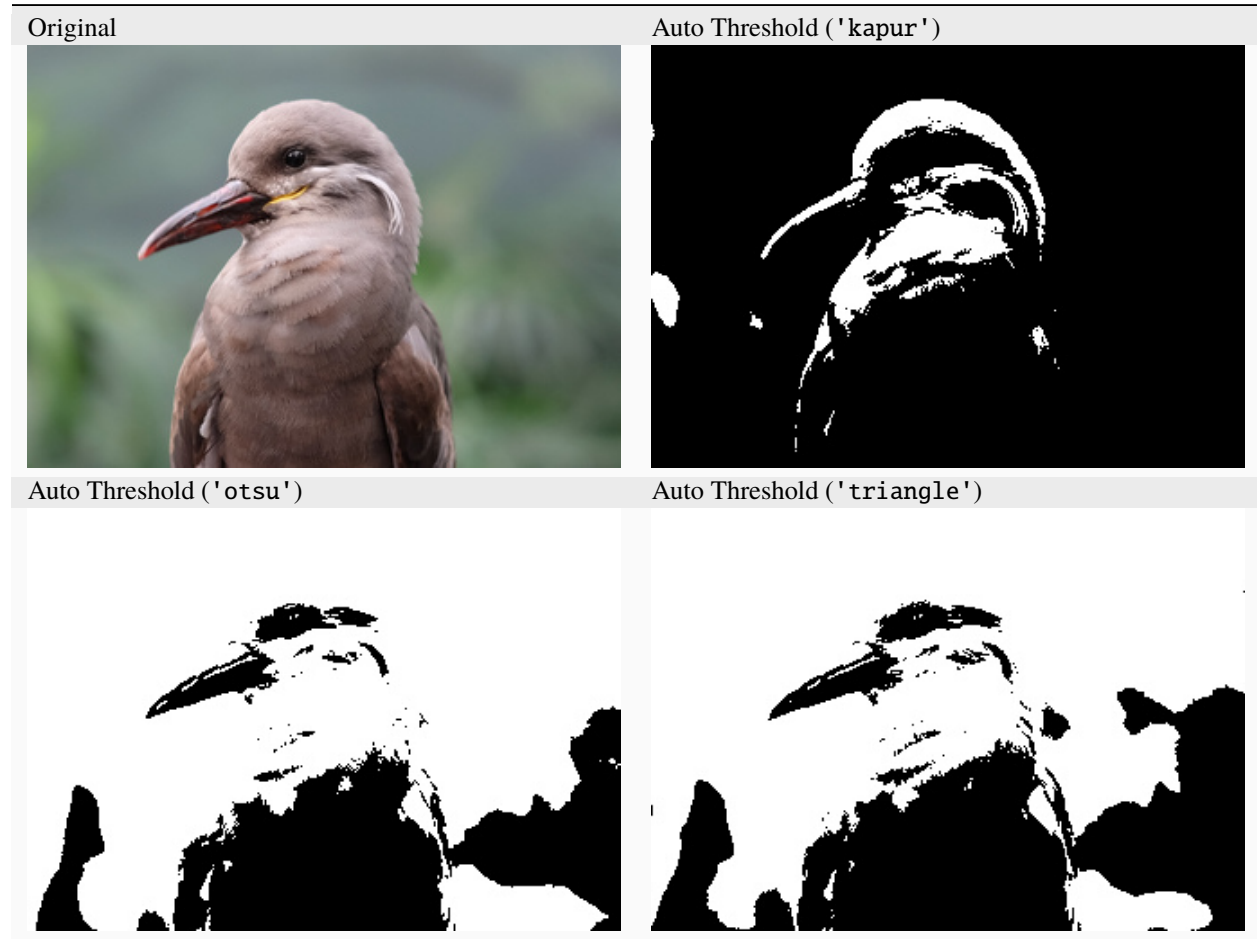 Original
Auto Threshold ('kapur')
Auto Threshold ('otsu')
Auto Threshold ('triangle')